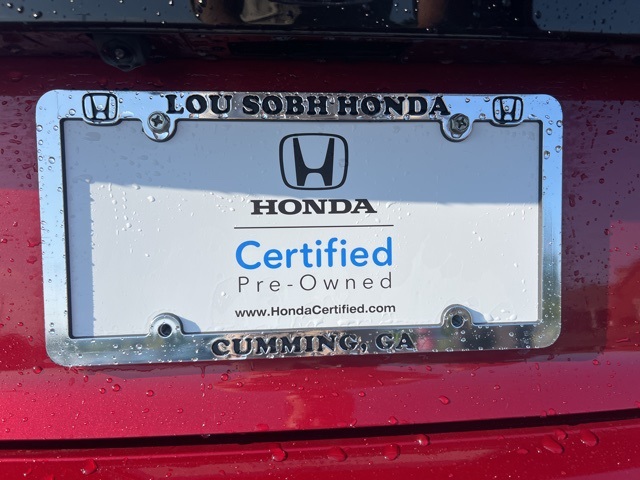 LOU SOBH HONDA
HONDA
Certified
Pre-Owned
www.HondaCertified.com
CUMMING, GA